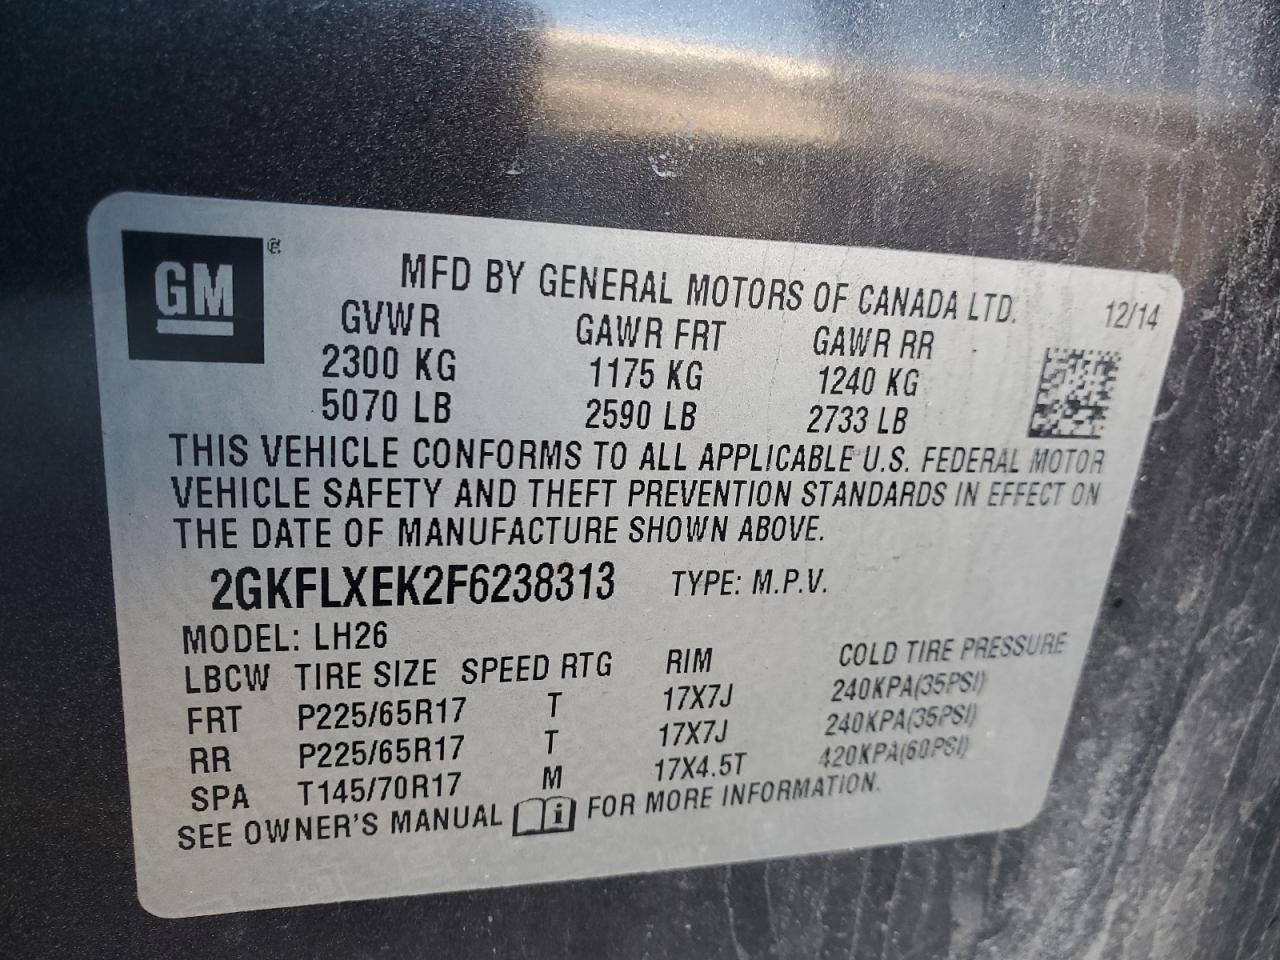 GM ®
MFD BY GENERAL MOTORS OF CANADA LTD. 12/14
GVWR GAWR FRT GAWR RR
2300 KG 1175 KG 1240 KG
5070 LB 2590 LB 2733 LB
THIS VEHICLE CONFORMS TO ALL APPLICABLE U.S. FEDERAL MOTOR
VEHICLE SAFETY AND THEFT PREVENTION STANDARDS IN EFFECT ON
THE DATE OF MANUFACTURE SHOWN ABOVE.
2GKFLXEK2F6238313 TYPE: M.P.V.
MODEL: LH26
LBCW TIRE SIZE SPEED RTG RIM COLD TIRE PRESSURE
FRT P225/65R17 T 17X7J 240KPA(35PSI)
RR P225/65R17 T 17X7J 240KPA(35PSI)
SPA T145/70R17 M 17X4.5T 420KPA(60PSI)
SEE OWNER'S MANUAL i FOR MORE INFORMATION.